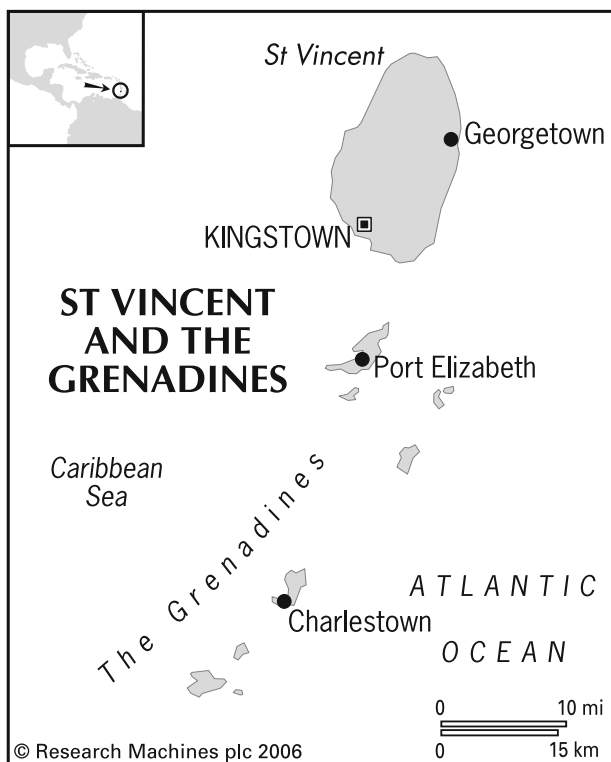 St Vincent
Georgetown
KINGSTOWN
ST VINCENT
AND THE
GRENADINES
Port Elizabeth
Caribbean
Sea
The Grenadines
ATLANTIC
OCEAN
Charlestown
0 10 mi
0 15 km
© Research Machines plc 2006